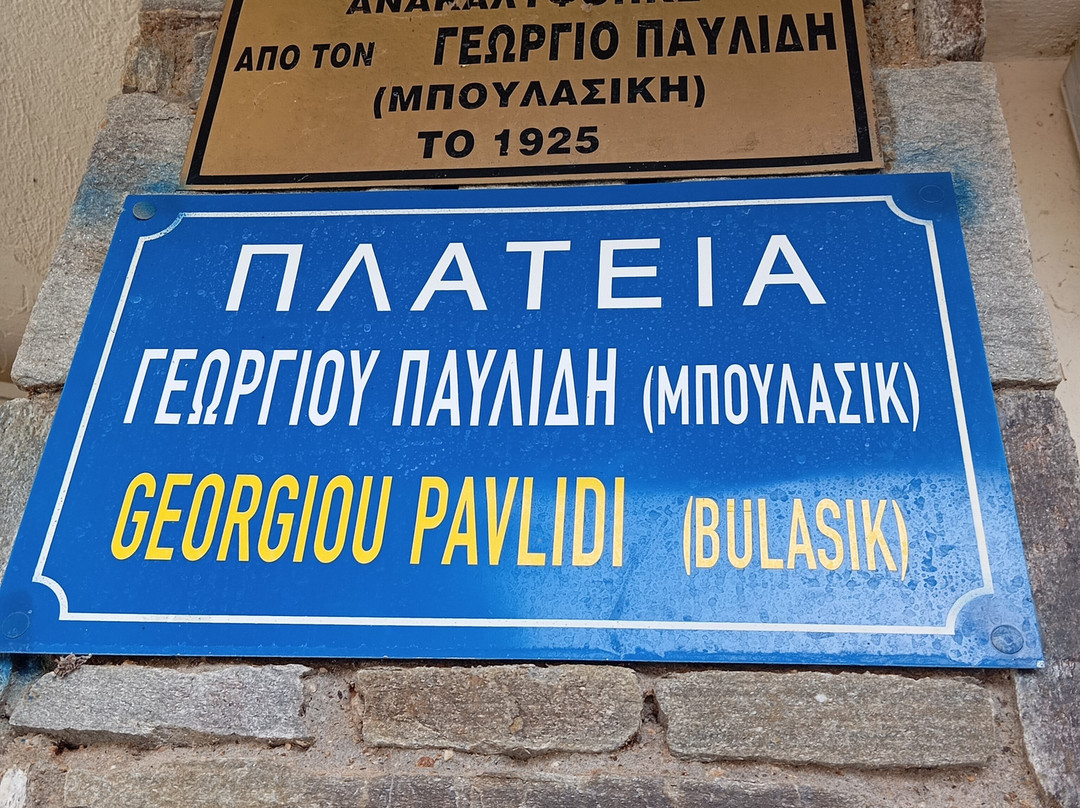 ΑΠΟ ΤΟΝ ΓΕΩΡΓΙΟ ΠΑΥΛΙΔΗ
(ΜΠΟΥΛΑΣΙΚΗ)
ΤΟ 1925
ΠΛΑΤΕΙΑ
ΓΕΩΡΓΙΟΥ ΠΑΥΛΙΔΗ (ΜΠΟΥΛΑΣΙΚ)
GEORGIOU PAVLIDI (BULASIK)